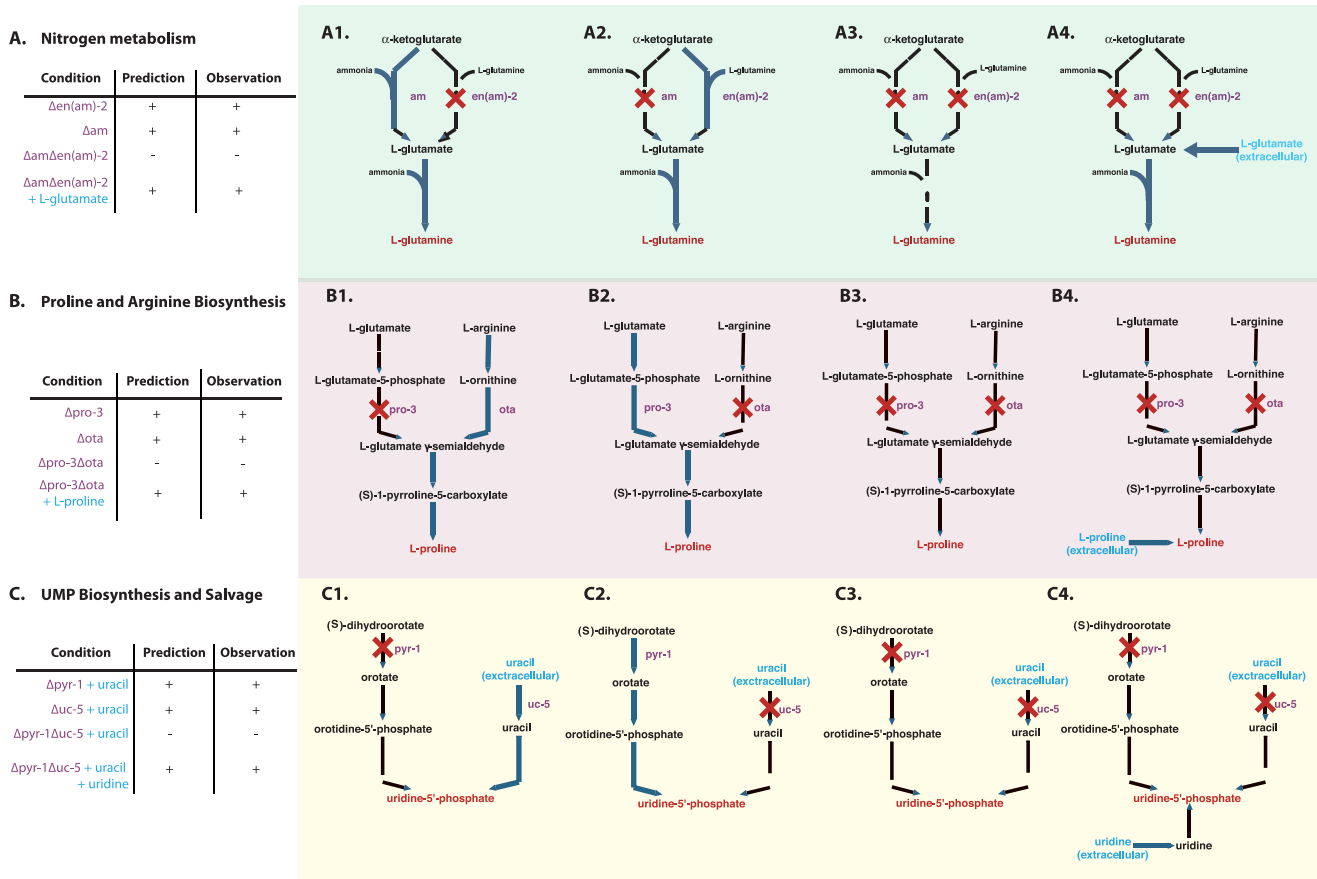 A. Nitrogen metabolism
Condition Prediction Observation
Δen(am)-2 + +
Δam + +
ΔamΔen(am)-2 - -
ΔamΔen(am)-2
+ L-glutamate + +
A1.
α-ketoglutarate
ammonia L-glutamine
am en(am)-2
L-glutamate
ammonia
L-glutamine
A2.
α-ketoglutarate
ammonia L-glutamine
am en(am)-2
L-glutamate
ammonia
L-glutamine
A3.
α-ketoglutarate
ammonia L-glutamine
am en(am)-2
L-glutamate
ammonia
L-glutamine
A4.
α-ketoglutarate
ammonia L-glutamine
am en(am)-2
L-glutamate
L-glutamate
(extracellular)
ammonia
L-glutamine
B. Proline and Arginine Biosynthesis
Condition Prediction Observation
Δpro-3 + +
Δota + +
Δpro-3Δota - -
Δpro-3Δota
+ L-proline + +
B1.
L-glutamate L-arginine
L-glutamate-5-phosphate L-ornithine
pro-3 ota
L-glutamate γ-semialdehyde
(S)-1-pyrroline-5-carboxylate
L-proline
B2.
L-glutamate L-arginine
L-glutamate-5-phosphate L-ornithine
pro-3 ota
L-glutamate γ-semialdehyde
(S)-1-pyrroline-5-carboxylate
L-proline
B3.
L-glutamate L-arginine
L-glutamate-5-phosphate L-ornithine
pro-3 ota
L-glutamate γ-semialdehyde
(S)-1-pyrroline-5-carboxylate
L-proline
B4.
L-glutamate L-arginine
L-glutamate-5-phosphate L-ornithine
pro-3 ota
L-glutamate γ-semialdehyde
(S)-1-pyrroline-5-carboxylate
L-proline
(extracellular)
L-proline
C. UMP Biosynthesis and Salvage
Condition Prediction Observation
Δpyr-1 + uracil + +
Δuc-5 + uracil + +
Δpyr-1Δuc-5 + uracil - -
Δpyr-1Δuc-5 + uracil + +
+ uridine
C1.
(S)-dihydroorotate
pyr-1
orotate
uracil
(exctracellular)
uc-5
orotidine-5'-phosphate uracil
uridine-5'-phosphate
C2.
(S)-dihydroorotate
pyr-1
orotate
uracil
(extracellular)
uc-5
orotidine-5'-phosphate uracil
uridine-5'-phosphate
C3.
(S)-dihydroorotate
pyr-1
orotate
uracil
(extracellular)
uc-5
orotidine-5'-phosphate uracil
uridine-5'-phosphate
C4.
(S)-dihydroorotate
pyr-1
orotate
uracil
(extracellular)
uc-5
orotidine-5'-phosphate uracil
uridine-5'-phosphate
uridine
(extracellular)
uridine